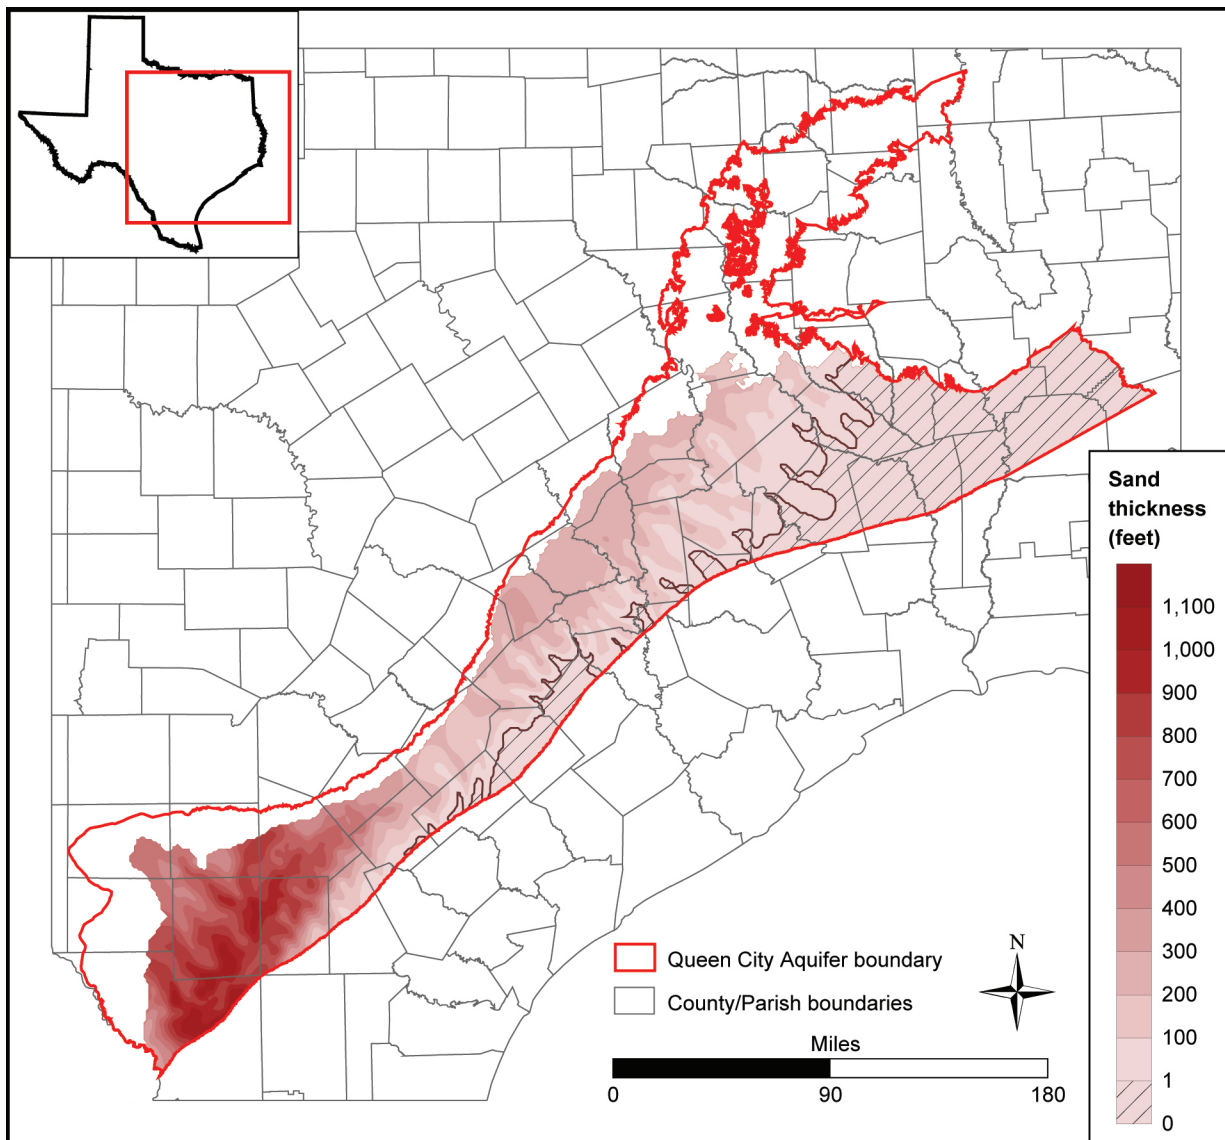 Sand
thickness
(feet)
1,100
1,000
900
800
700
600
500
400
300
200
100
1
0
Queen City Aquifer boundary
County/Parish boundaries
N
Miles
0 90 180